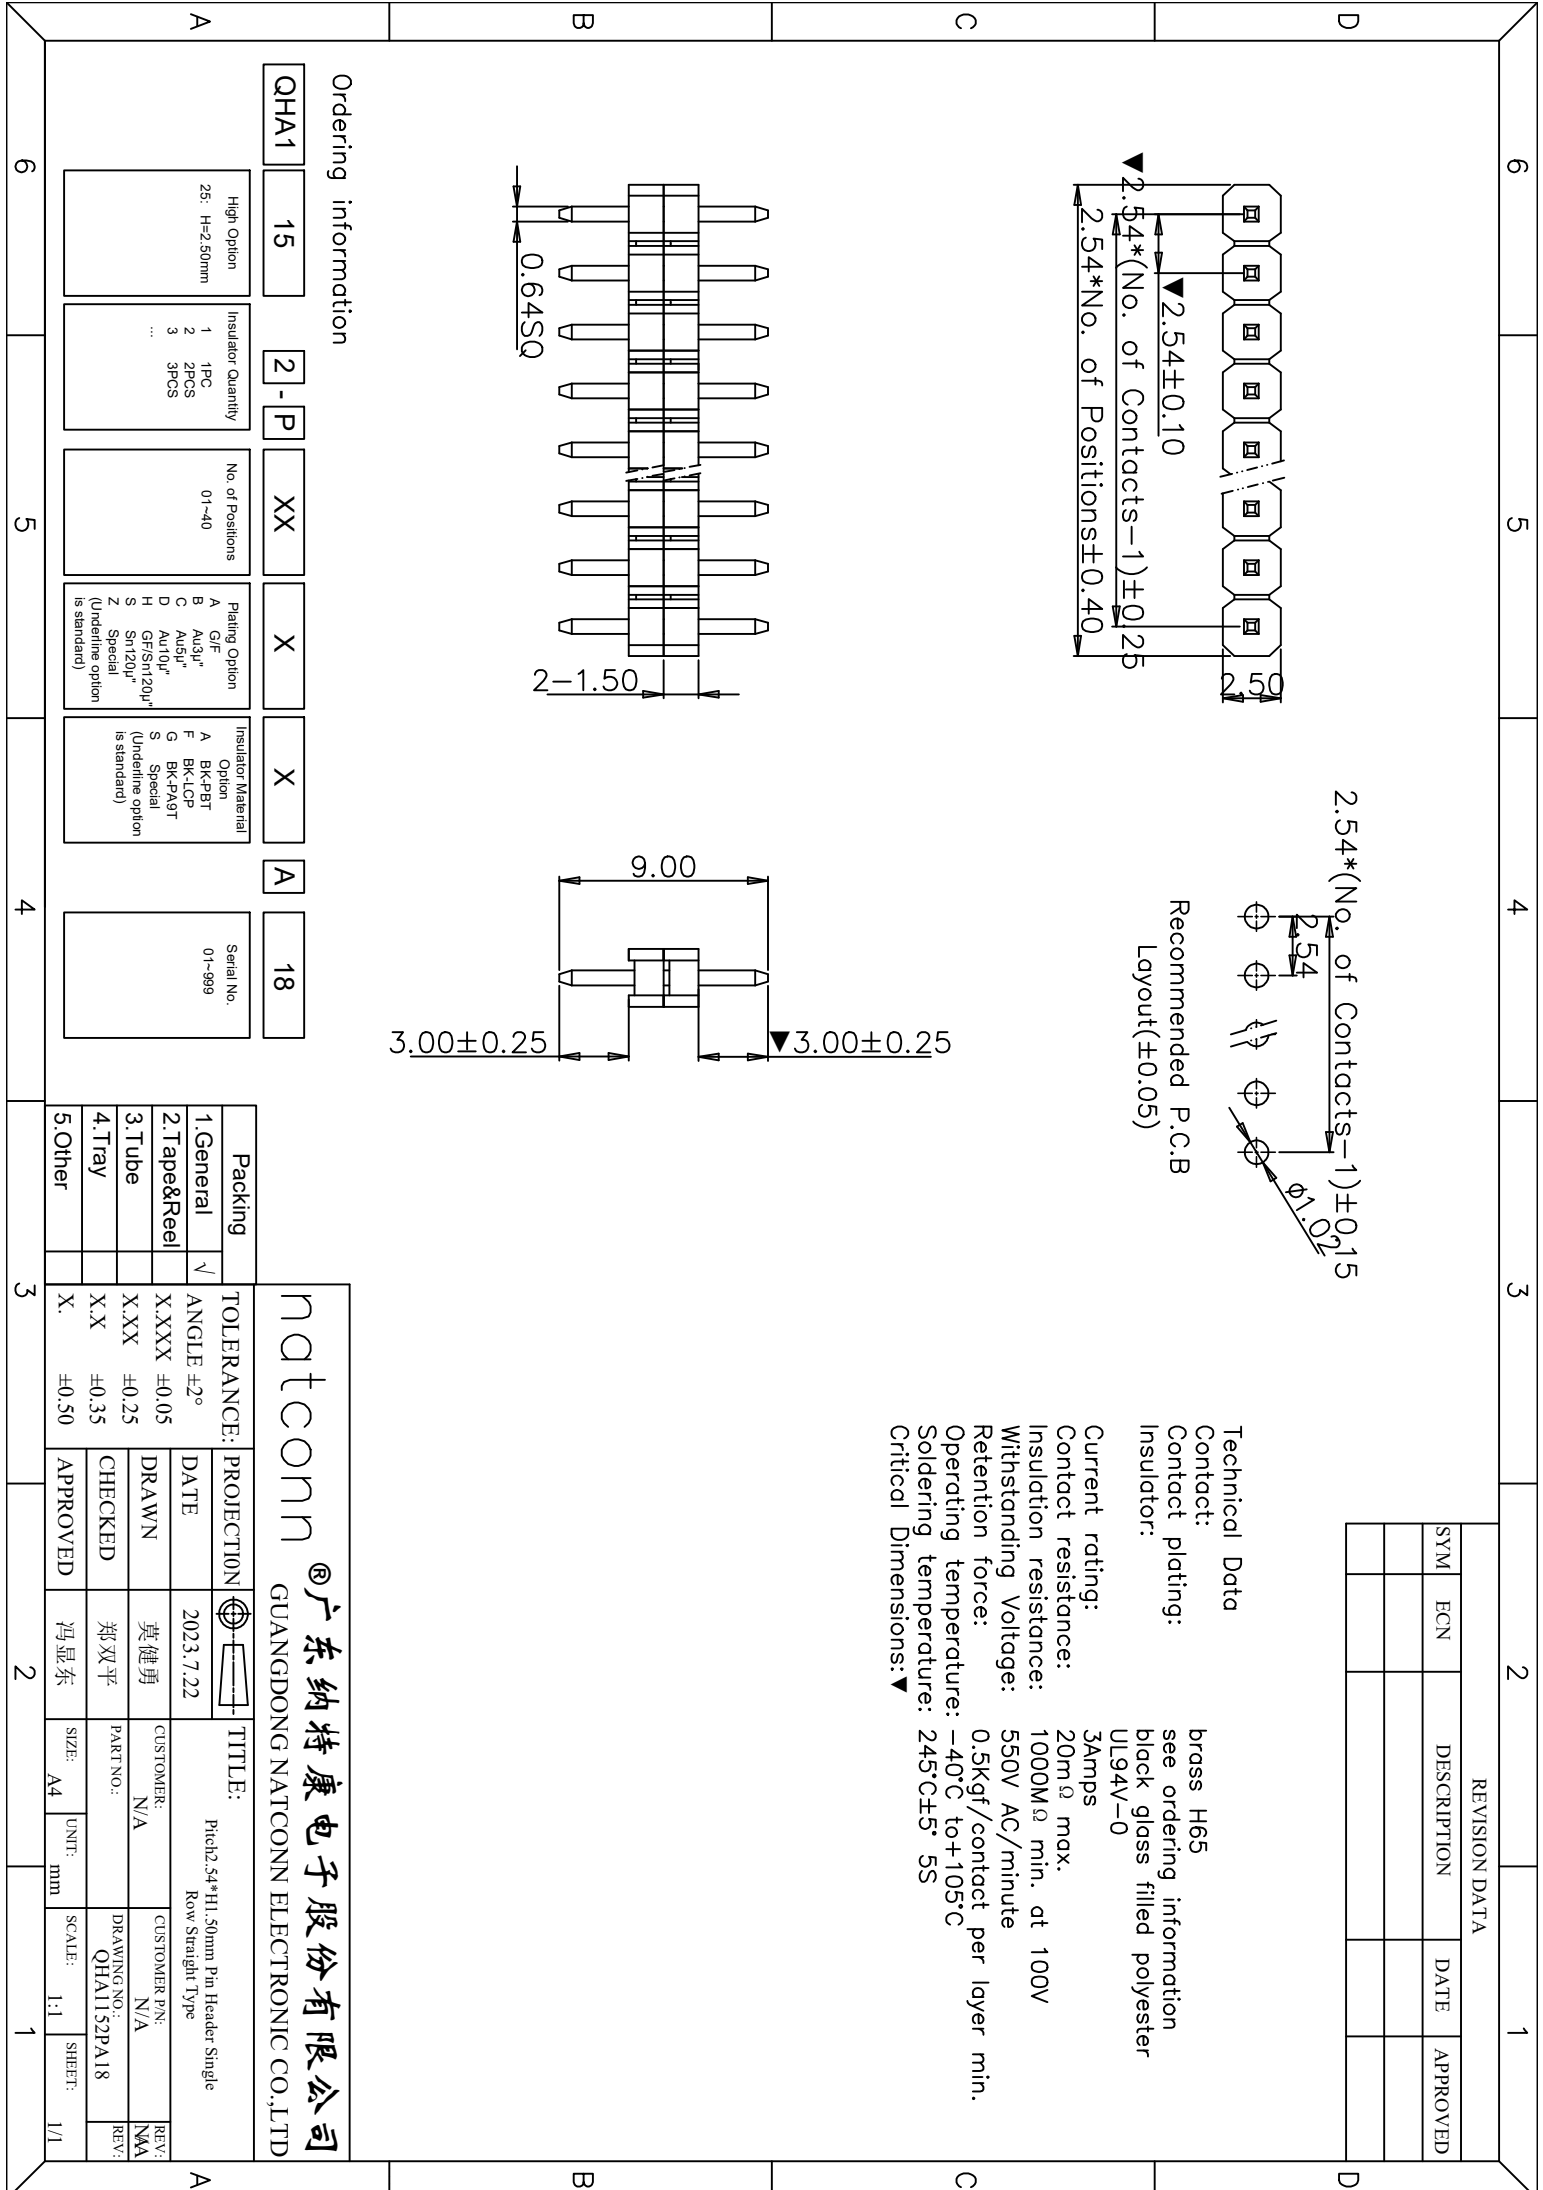 6
5
4
3
2
1
D
C
B
A
REVISION DATA
SYM
ECN
DESCRIPTION
DATE
APPROVED
2.50
▼2.54±0.10
▼2.54*(No. of Contacts-1)±0.25
2.54*No. of Positions±0.40
2.54*(No. of Contacts-1)±0.15
2.54
ø1.02
Recommended P.C.B
Layout(±0.05)
Technical Data
Contact: brass H65
Contact plating: see ordering information
Insulator: black glass filled polyester
UL94V-0
Current rating: 3Amps
Contact resistance: 20mΩ max.
Insulation resistance: 1000MΩ min. at 100V
Withstanding Voltage: 550V AC/minute
Retention force: 0.5Kgf/contact per layer min.
Operating temperature: -40°C to+105°C
Soldering temperature: 245°C±5° 5S
Critical Dimensions:▼
0.64SQ
2-1.50
9.00
▼3.00±0.25
3.00±0.25
Ordering information
QHA1 15 2 - P XX X X A 18
High Option
25: H=2.50mm
Insulator Quantity
1 1PC
2 2PCS
3 3PCS
...
No. of Positions
01~40
Plating Option
A G/F
B Au3µ"
C Au5µ"
D Au10µ"
H GF/Sn120µ"
S Sn120µ"
Z Special
(Underline option
is standard)
Insulator Material
Option
A BK-PBT
F BK-LCP
G BK-PA9T
S Special
(Underline option
is standard)
Serial No.
01~999
Packing
1.General √
2.Tape&Reel
3.Tube
4.Tray
5.Other
natconn ®广东纳特康电子股份有限公司
GUANGDONG NATCONN ELECTRONIC CO.,LTD
TOLERANCE:
ANGLE ±2°
X.XXX ±0.05
X.XX ±0.25
X.X ±0.35
X. ±0.50
PROJECTION
DATE 2023.7.22
DRAWN 莫健勇
CHECKED 郑双平
APPROVED 冯显东
TITLE:
Pitch2.54*H1.50mm Pin Header Single
Row Straight Type
CUSTOMER:
N/A
CUSTOMER P/N:
N/A
REV:
PART NO.:
DRAWING NO.:
QHA1152PA18
REV:
SIZE: A4
UNIT: mm
SCALE: 1:1
SHEET: 1/1
6
5
4
3
2
1
D
C
B
A